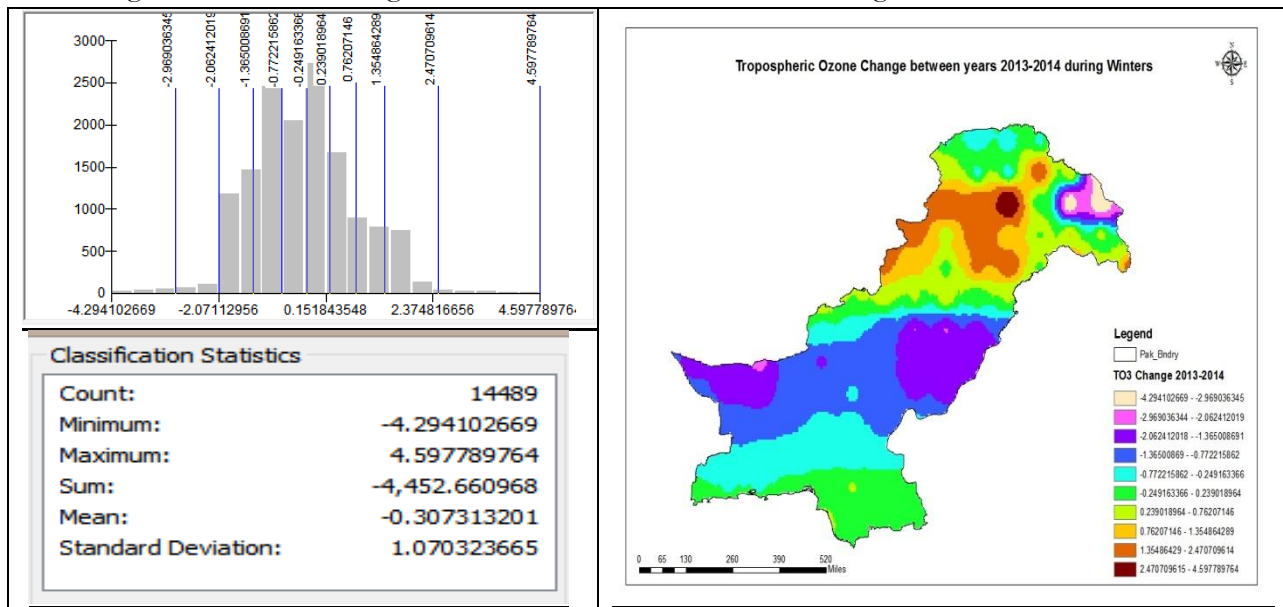 -2.969036345
-2.062412019
-1.365008691
-0.772215862
-0.249163366
0.239018964
0.76207146
1.354864289
2.470709614
4.597789764
3000
2500
2000
1500
1000
500
0
-4.294102669 -2.07112956 0.151843548 2.374816656 4.597789764
Classification Statistics
Count: 14489
Minimum: -4.294102669
Maximum: 4.597789764
Sum: -4,452.660968
Mean: -0.307313201
Standard Deviation: 1.070323665
Tropospheric Ozone Change between years 2013-2014 during Winters
N
W E
S
Legend
Pak_Bndry
TO3 Change 2013-2014
-4.294102669 - -2.969036345
-2.969036344 - -2.062412019
-2.062412018 - -1.365008691
-1.36500869 - -0.772215862
-0.772215862 - -0.249163366
-0.249163366 - 0.239018964
0.239018964 - 0.76207146
0.76207146 - 1.354864289
1.35486429 - 2.470709614
2.470709615 - 4.597789764
0 65 130 260 390 520
Miles